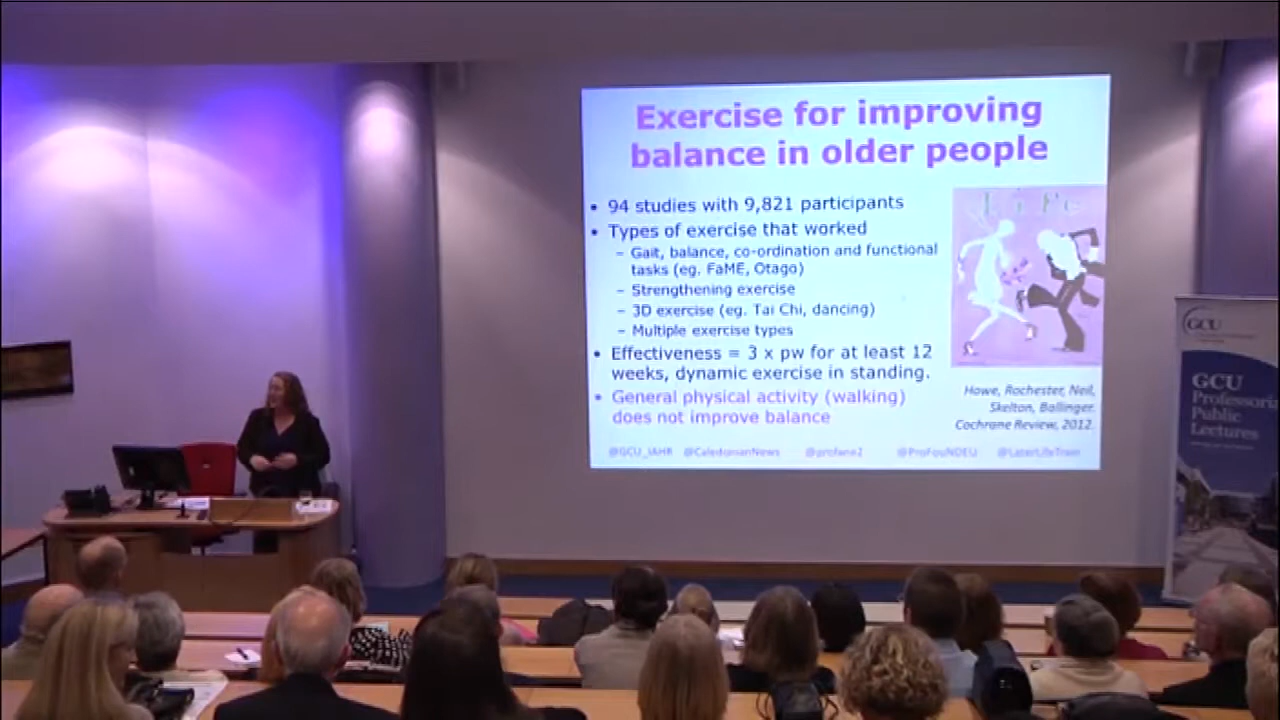 Exercise for improving
balance in older people
• 94 studies with 9,821 participants
• Types of exercise that worked
– Gait, balance, co-ordination and functional
tasks (eg. FaME, Otago)
– Strengthening exercise
– 3D exercise (eg. Tai Chi, dancing)
– Multiple exercise types
• Effectiveness = 3 x pw for at least 12
weeks, dynamic exercise in standing.
• General physical activity (walking)
does not improve balance
Howe, Rochester, Neil,
Skelton, Ballinger.
Cochrane Review, 2012.
@GCU_IAHR @CaledonianNews @profane2 @ProFouNDEU @LaterLifeTrain
GCU
GCU
Professorial
Public
Lectures